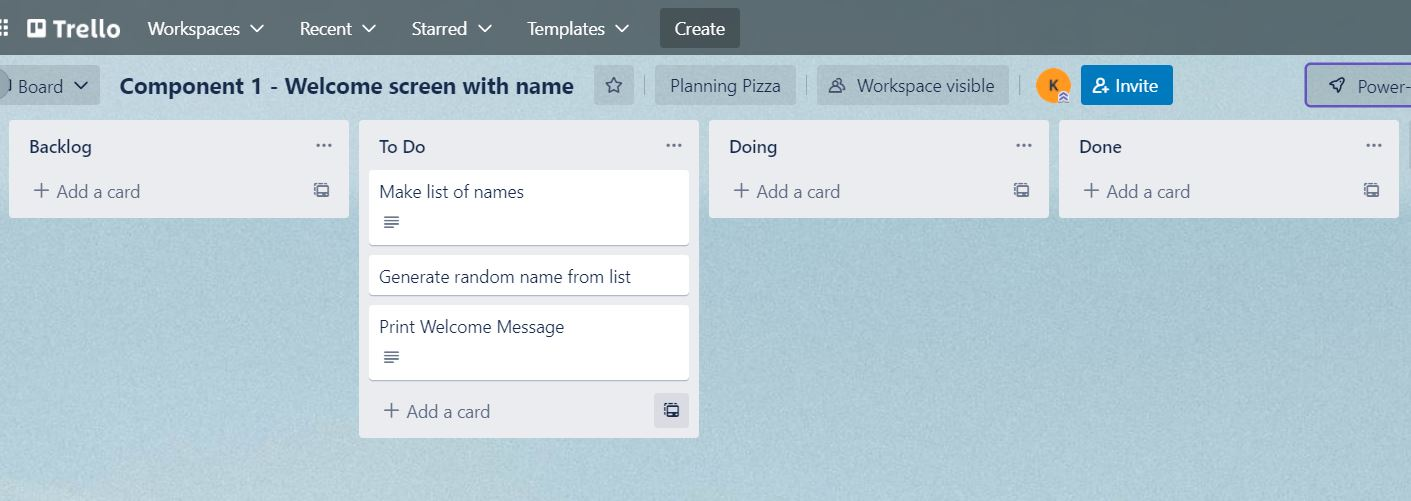 Trello Workspaces Recent Starred Templates Create
Board Component 1 - Welcome screen with name Planning Pizza Workspace visible K Invite Power-
Backlog
+ Add a card
To Do
Make list of names
Generate random name from list
Print Welcome Message
+ Add a card
Doing
+ Add a card
Done
+ Add a card